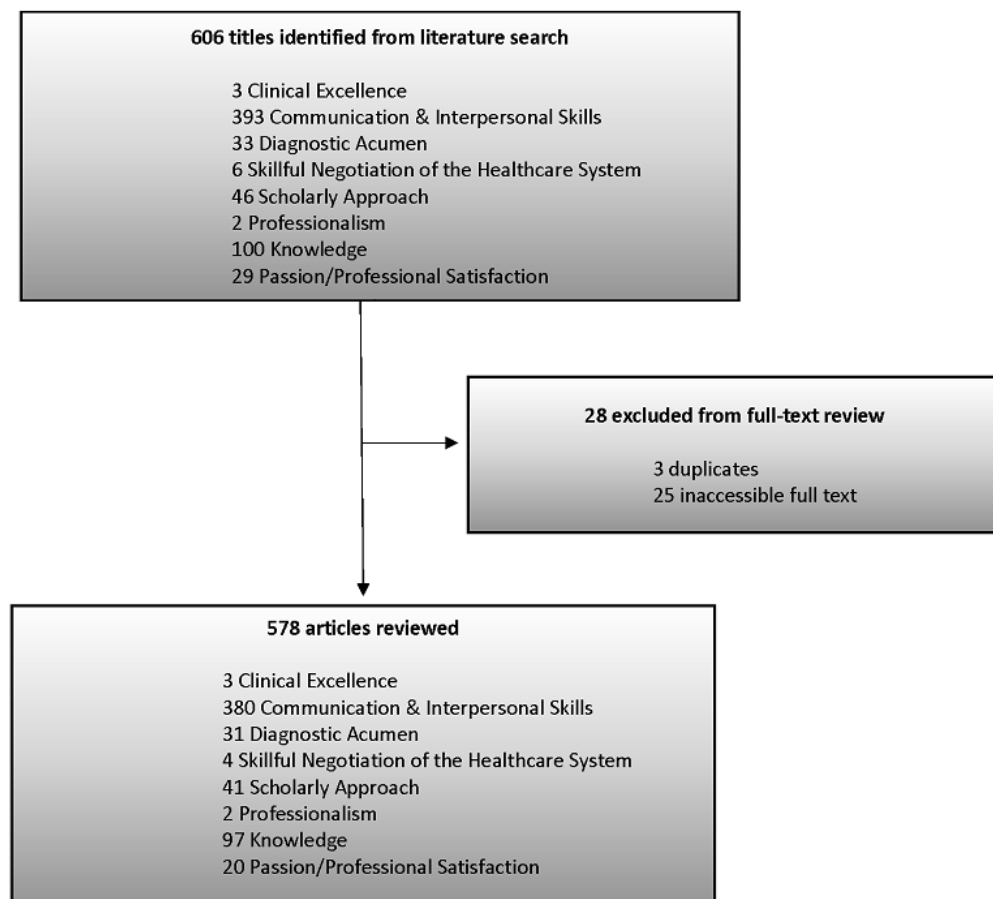 606 titles identified from literature search
3 Clinical Excellence
393 Communication & Interpersonal Skills
33 Diagnostic Acumen
6 Skillful Negotiation of the Healthcare System
46 Scholarly Approach
2 Professionalism
100 Knowledge
29 Passion/Professional Satisfaction
28 excluded from full-text review
3 duplicates
25 inaccessible full text
578 articles reviewed
3 Clinical Excellence
380 Communication & Interpersonal Skills
31 Diagnostic Acumen
4 Skillful Negotiation of the Healthcare System
41 Scholarly Approach
2 Professionalism
97 Knowledge
20 Passion/Professional Satisfaction